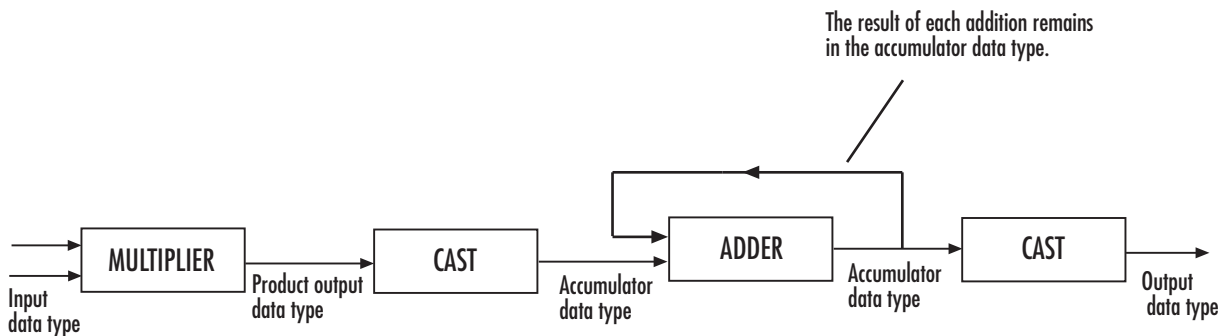 The result of each addition remains
in the accumulator data type.
MULTIPLIER
CAST
ADDER
CAST
Input
data type
Product output
data type
Accumulator
data type
Accumulator
data type
Output
data type